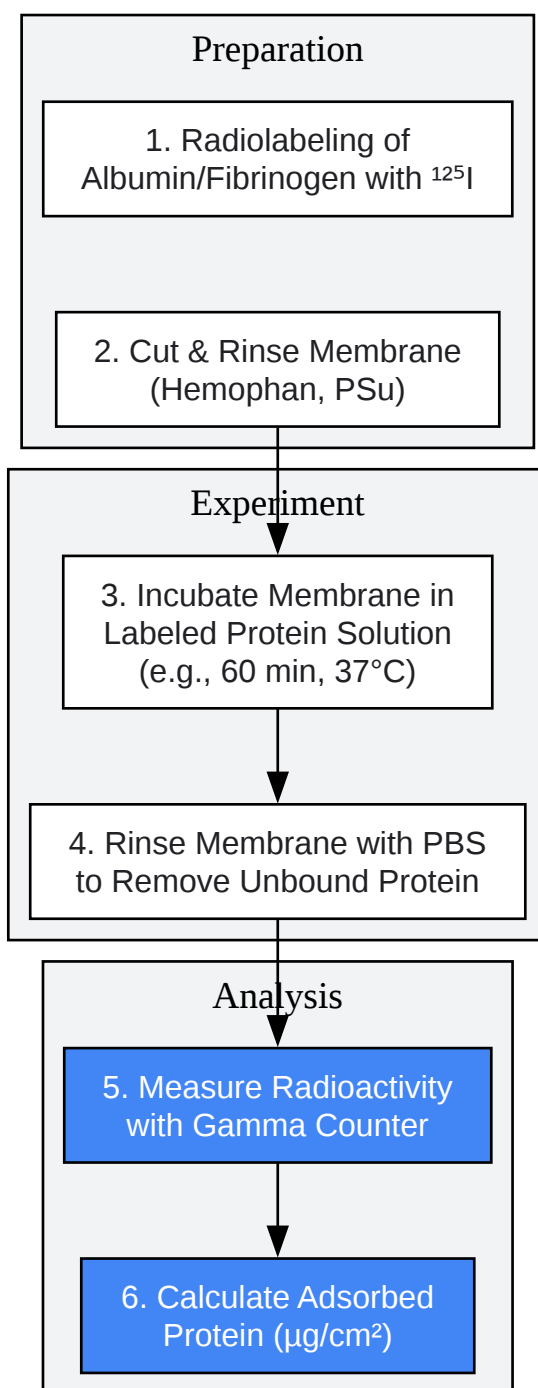 Preparation
1. Radiolabeling of
Albumin/Fibrinogen with ¹²⁵I
2. Cut & Rinse Membrane
(Hemophan, PSu)
Experiment
3. Incubate Membrane in
Labeled Protein Solution
(e.g., 60 min, 37°C)
4. Rinse Membrane with PBS
to Remove Unbound Protein
Analysis
5. Measure Radioactivity
with Gamma Counter
6. Calculate Adsorbed
Protein (µg/cm²)